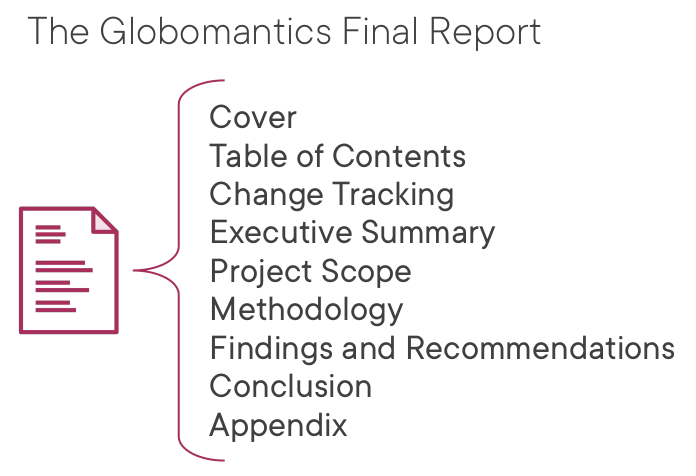 The Globomantics Final Report
Cover
Table of Contents
Change Tracking
Executive Summary
Project Scope
Methodology
Findings and Recommendations
Conclusion
Appendix